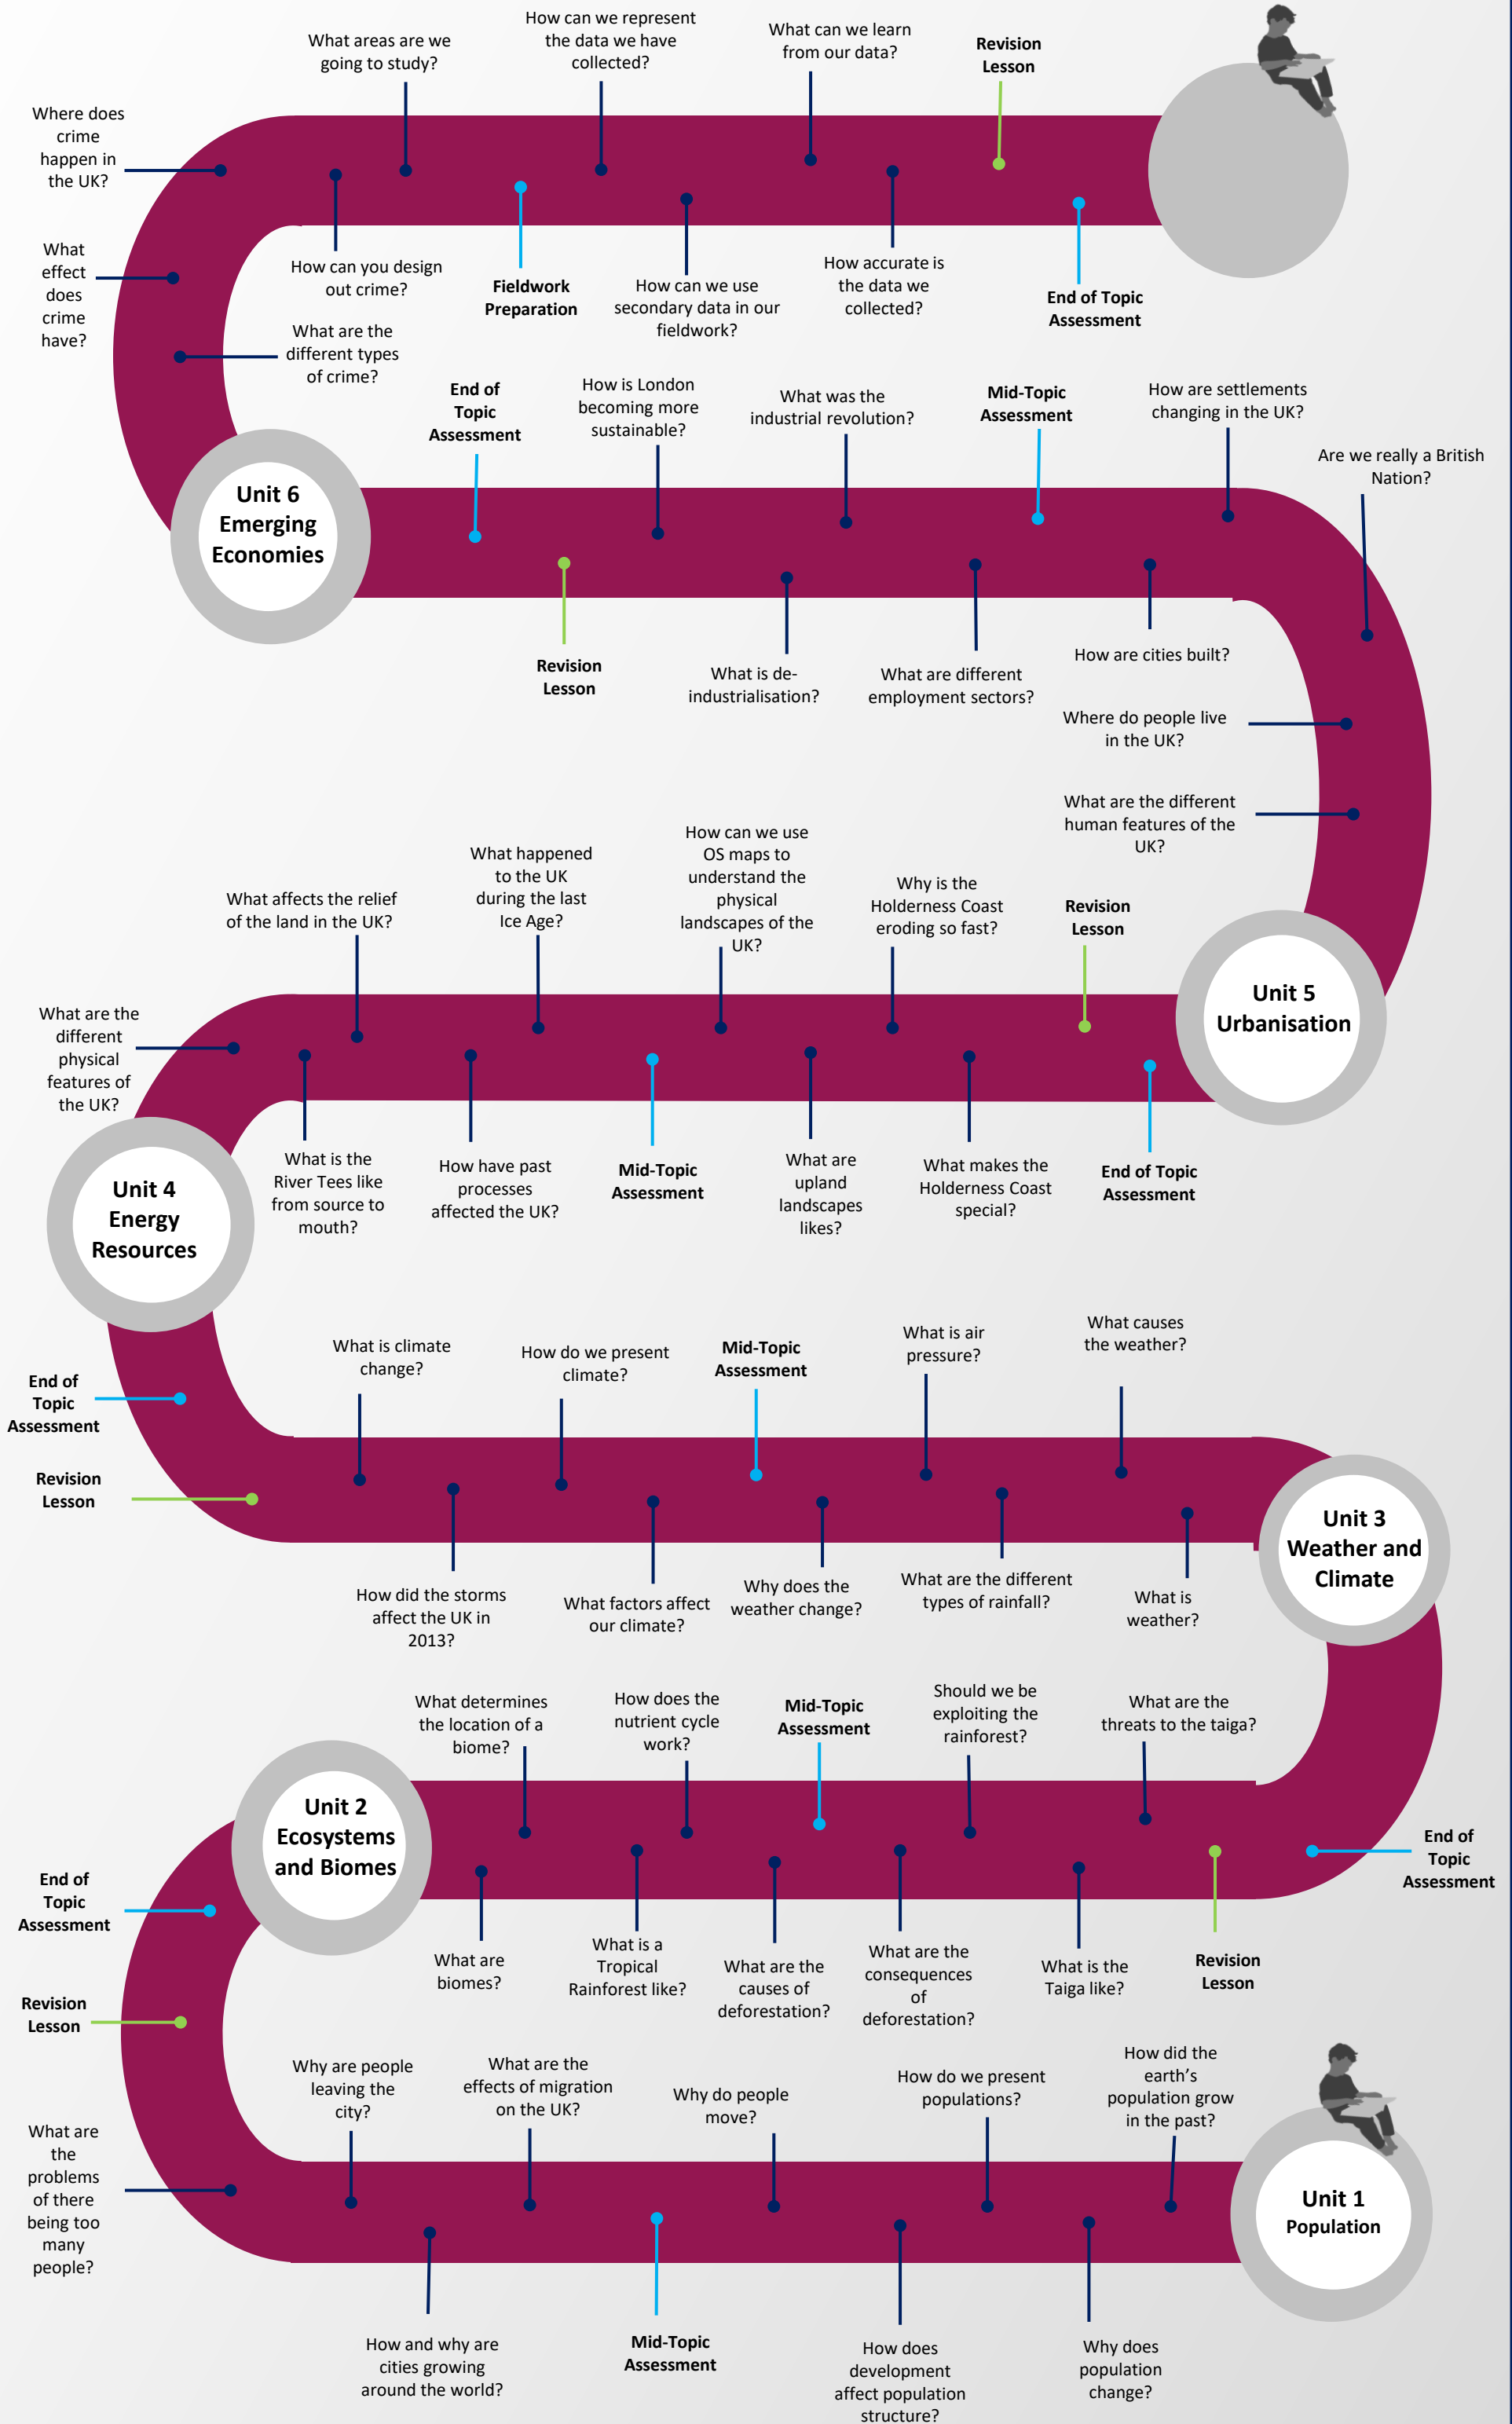 How can we represent
the data we have
collected?
What areas are we
going to study?
What can we learn
from our data?
Revision
Lesson
Where does
crime
happen in
the UK?
What
effect
does
crime
have?
How can you design
out crime?
Fieldwork
Preparation
How can we use
secondary data in our
fieldwork?
How accurate is
the data we
collected?
End of Topic
Assessment
What are the
different types
of crime?
End of
Topic
Assessment
How is London
becoming more
sustainable?
What was the
industrial revolution?
Mid-Topic
Assessment
How are settlements
changing in the UK?
Are we really a British
Nation?
Unit 6
Emerging
Economies
Revision
Lesson
What is de-
industrialisation?
What are different
employment sectors?
How are cities built?
Where do people live
in the UK?
What are the different
human features of the
UK?
What affects the relief
of the land in the UK?
What happened
to the UK
during the last
Ice Age?
How can we use
OS maps to
understand the
physical
landscapes of the
UK?
Why is the
Holderness Coast
eroding so fast?
Revision
Lesson
Unit 5
Urbanisation
What are the
different
physical
features of
the UK?
What is the
River Tees like
from source to
mouth?
How have past
processes
affected the UK?
Mid-Topic
Assessment
What are
upland
landscapes
likes?
What makes the
Holderness Coast
special?
End of Topic
Assessment
Unit 4
Energy
Resources
End of
Topic
Assessment
Revision
Lesson
What is climate
change?
How do we present
climate?
Mid-Topic
Assessment
What is air
pressure?
What causes
the weather?
Unit 3
Weather and
Climate
How did the storms
affect the UK in
2013?
What factors affect
our climate?
Why does the
weather change?
What are the different
types of rainfall?
What is
weather?
What determines
the location of a
biome?
How does the
nutrient cycle
work?
Mid-Topic
Assessment
Should we be
exploiting the
rainforest?
What are the
threats to the taiga?
Unit 2
Ecosystems
and Biomes
End of
Topic
Assessment
End of
Topic
Assessment
What are
biomes?
What is a
Tropical
Rainforest like?
What are the
causes of
deforestation?
What are the
consequences
of
deforestation?
What is the
Taiga like?
Revision
Lesson
Revision
Lesson
What are
the
problems
of there
being too
many
people?
Why are people
leaving the
city?
What are the
effects of migration
on the UK?
Why do people
move?
How do we present
populations?
How did the
earth's
population grow
in the past?
Unit 1
Population
How and why are
cities growing
around the world?
Mid-Topic
Assessment
How does
development
affect population
structure?
Why does
population
change?